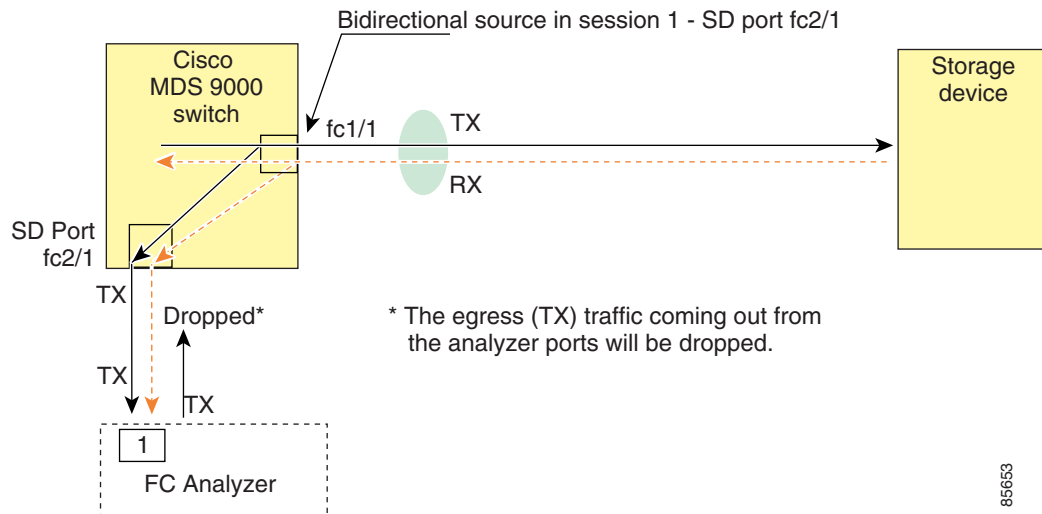 Bidirectional source in session 1 - SD port fc2/1
Cisco
MDS 9000
switch
Storage
device
fc1/1
TX
RX
SD Port
fc2/1
TX
Dropped*
* The egress (TX) traffic coming out from
the analyzer ports will be dropped.
TX
TX
1
FC Analyzer
85653